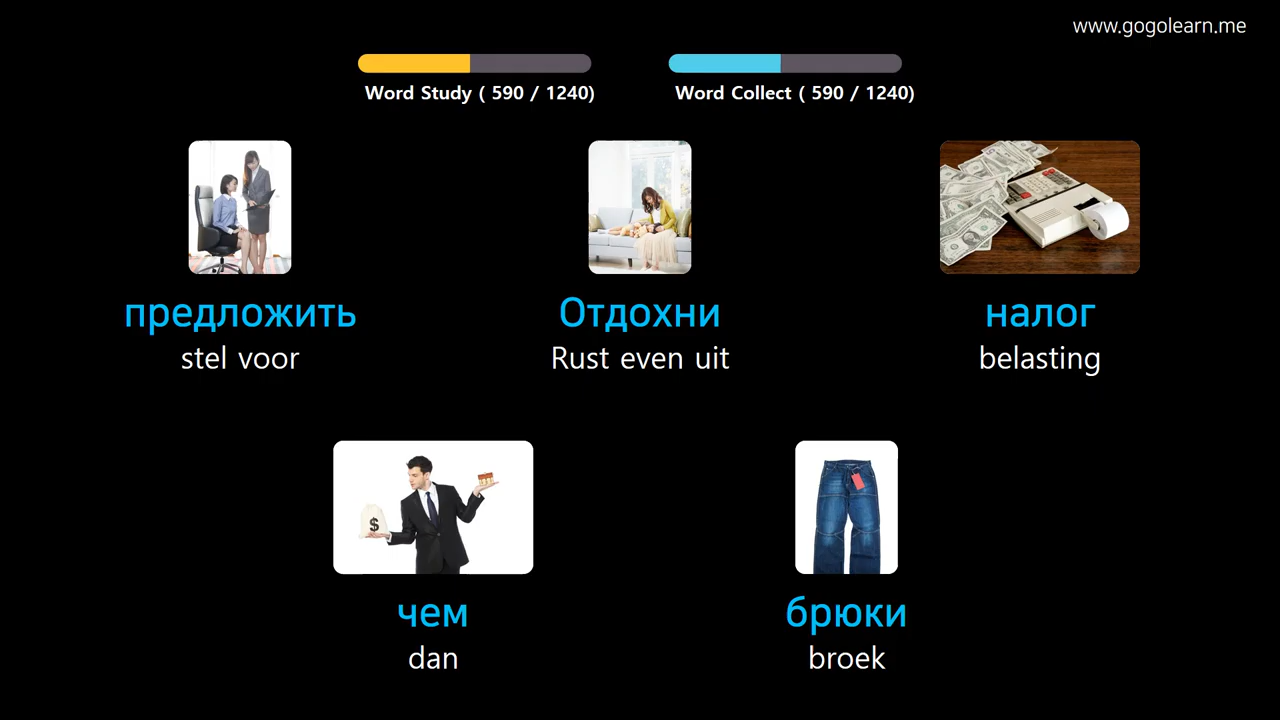 www.gogolearn.me
Word Study ( 590 / 1240)
Word Collect ( 590 / 1240)
предложить
stel voor
Отдохни
Rust even uit
налог
belasting
чем
dan
брюки
broek